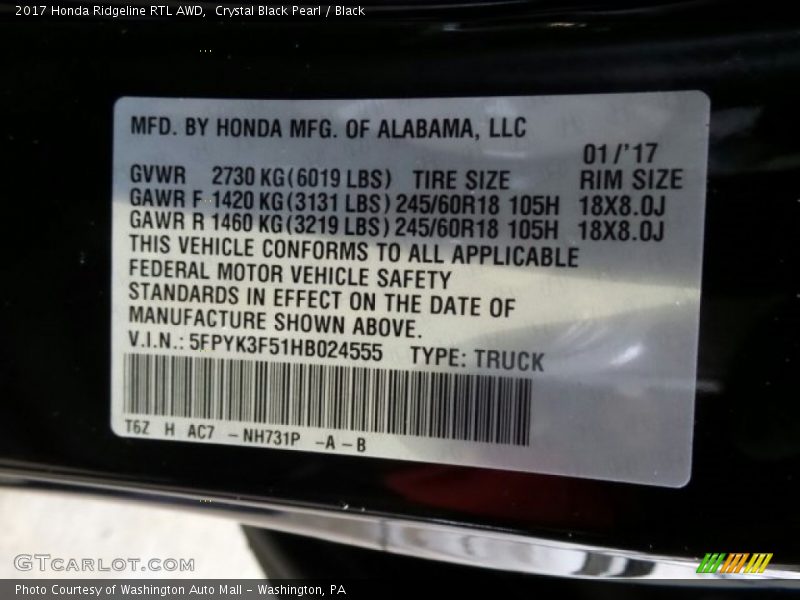 2017 Honda Ridgeline RTL AWD,  Crystal Black Pearl / Black
MFD. BY HONDA MFG. OF ALABAMA, LLC
01/'17
GVWR 2730 KG(6019 LBS) TIRE SIZE RIM SIZE
GAWR F 1420 KG(3131 LBS) 245/60R18 105H 18X8.0J
GAWR R 1460 KG(3219 LBS) 245/60R18 105H 18X8.0J
THIS VEHICLE CONFORMS TO ALL APPLICABLE
FEDERAL MOTOR VEHICLE SAFETY
STANDARDS IN EFFECT ON THE DATE OF
MANUFACTURE SHOWN ABOVE.
V.I.N.: 5FPYK3F51HB024555 TYPE: TRUCK
T6Z H AC7 -NH731P -A-B
GTcarlot.com
Photo Courtesy of Washington Auto Mall - Washington, PA